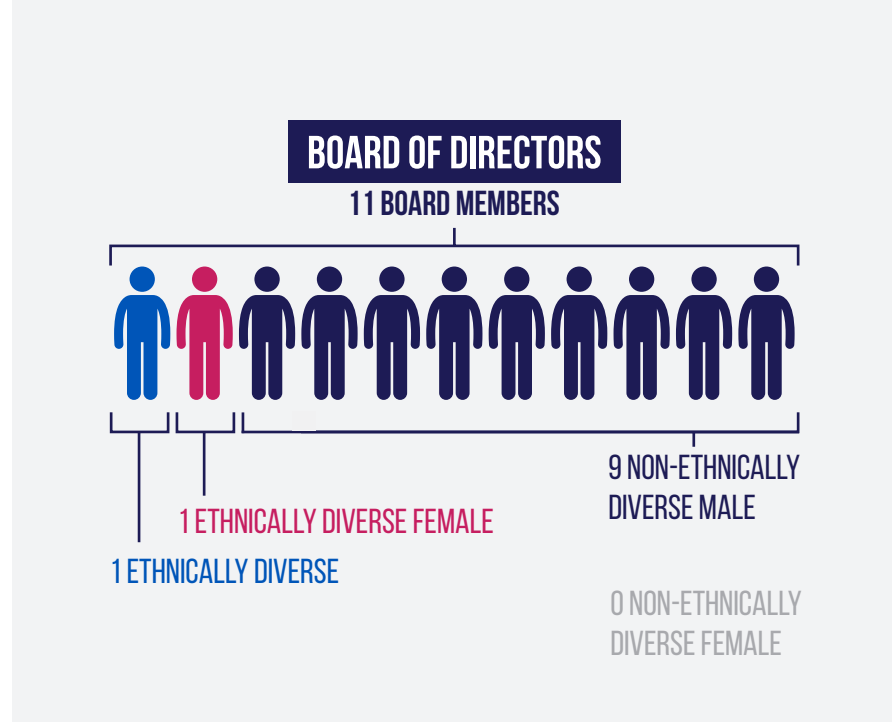 BOARD OF DIRECTORS
11 BOARD MEMBERS
9 NON-ETHNICALLY
DIVERSE MALE
1 ETHNICALLY DIVERSE FEMALE
1 ETHNICALLY DIVERSE
0 NON-ETHNICALLY
DIVERSE FEMALE